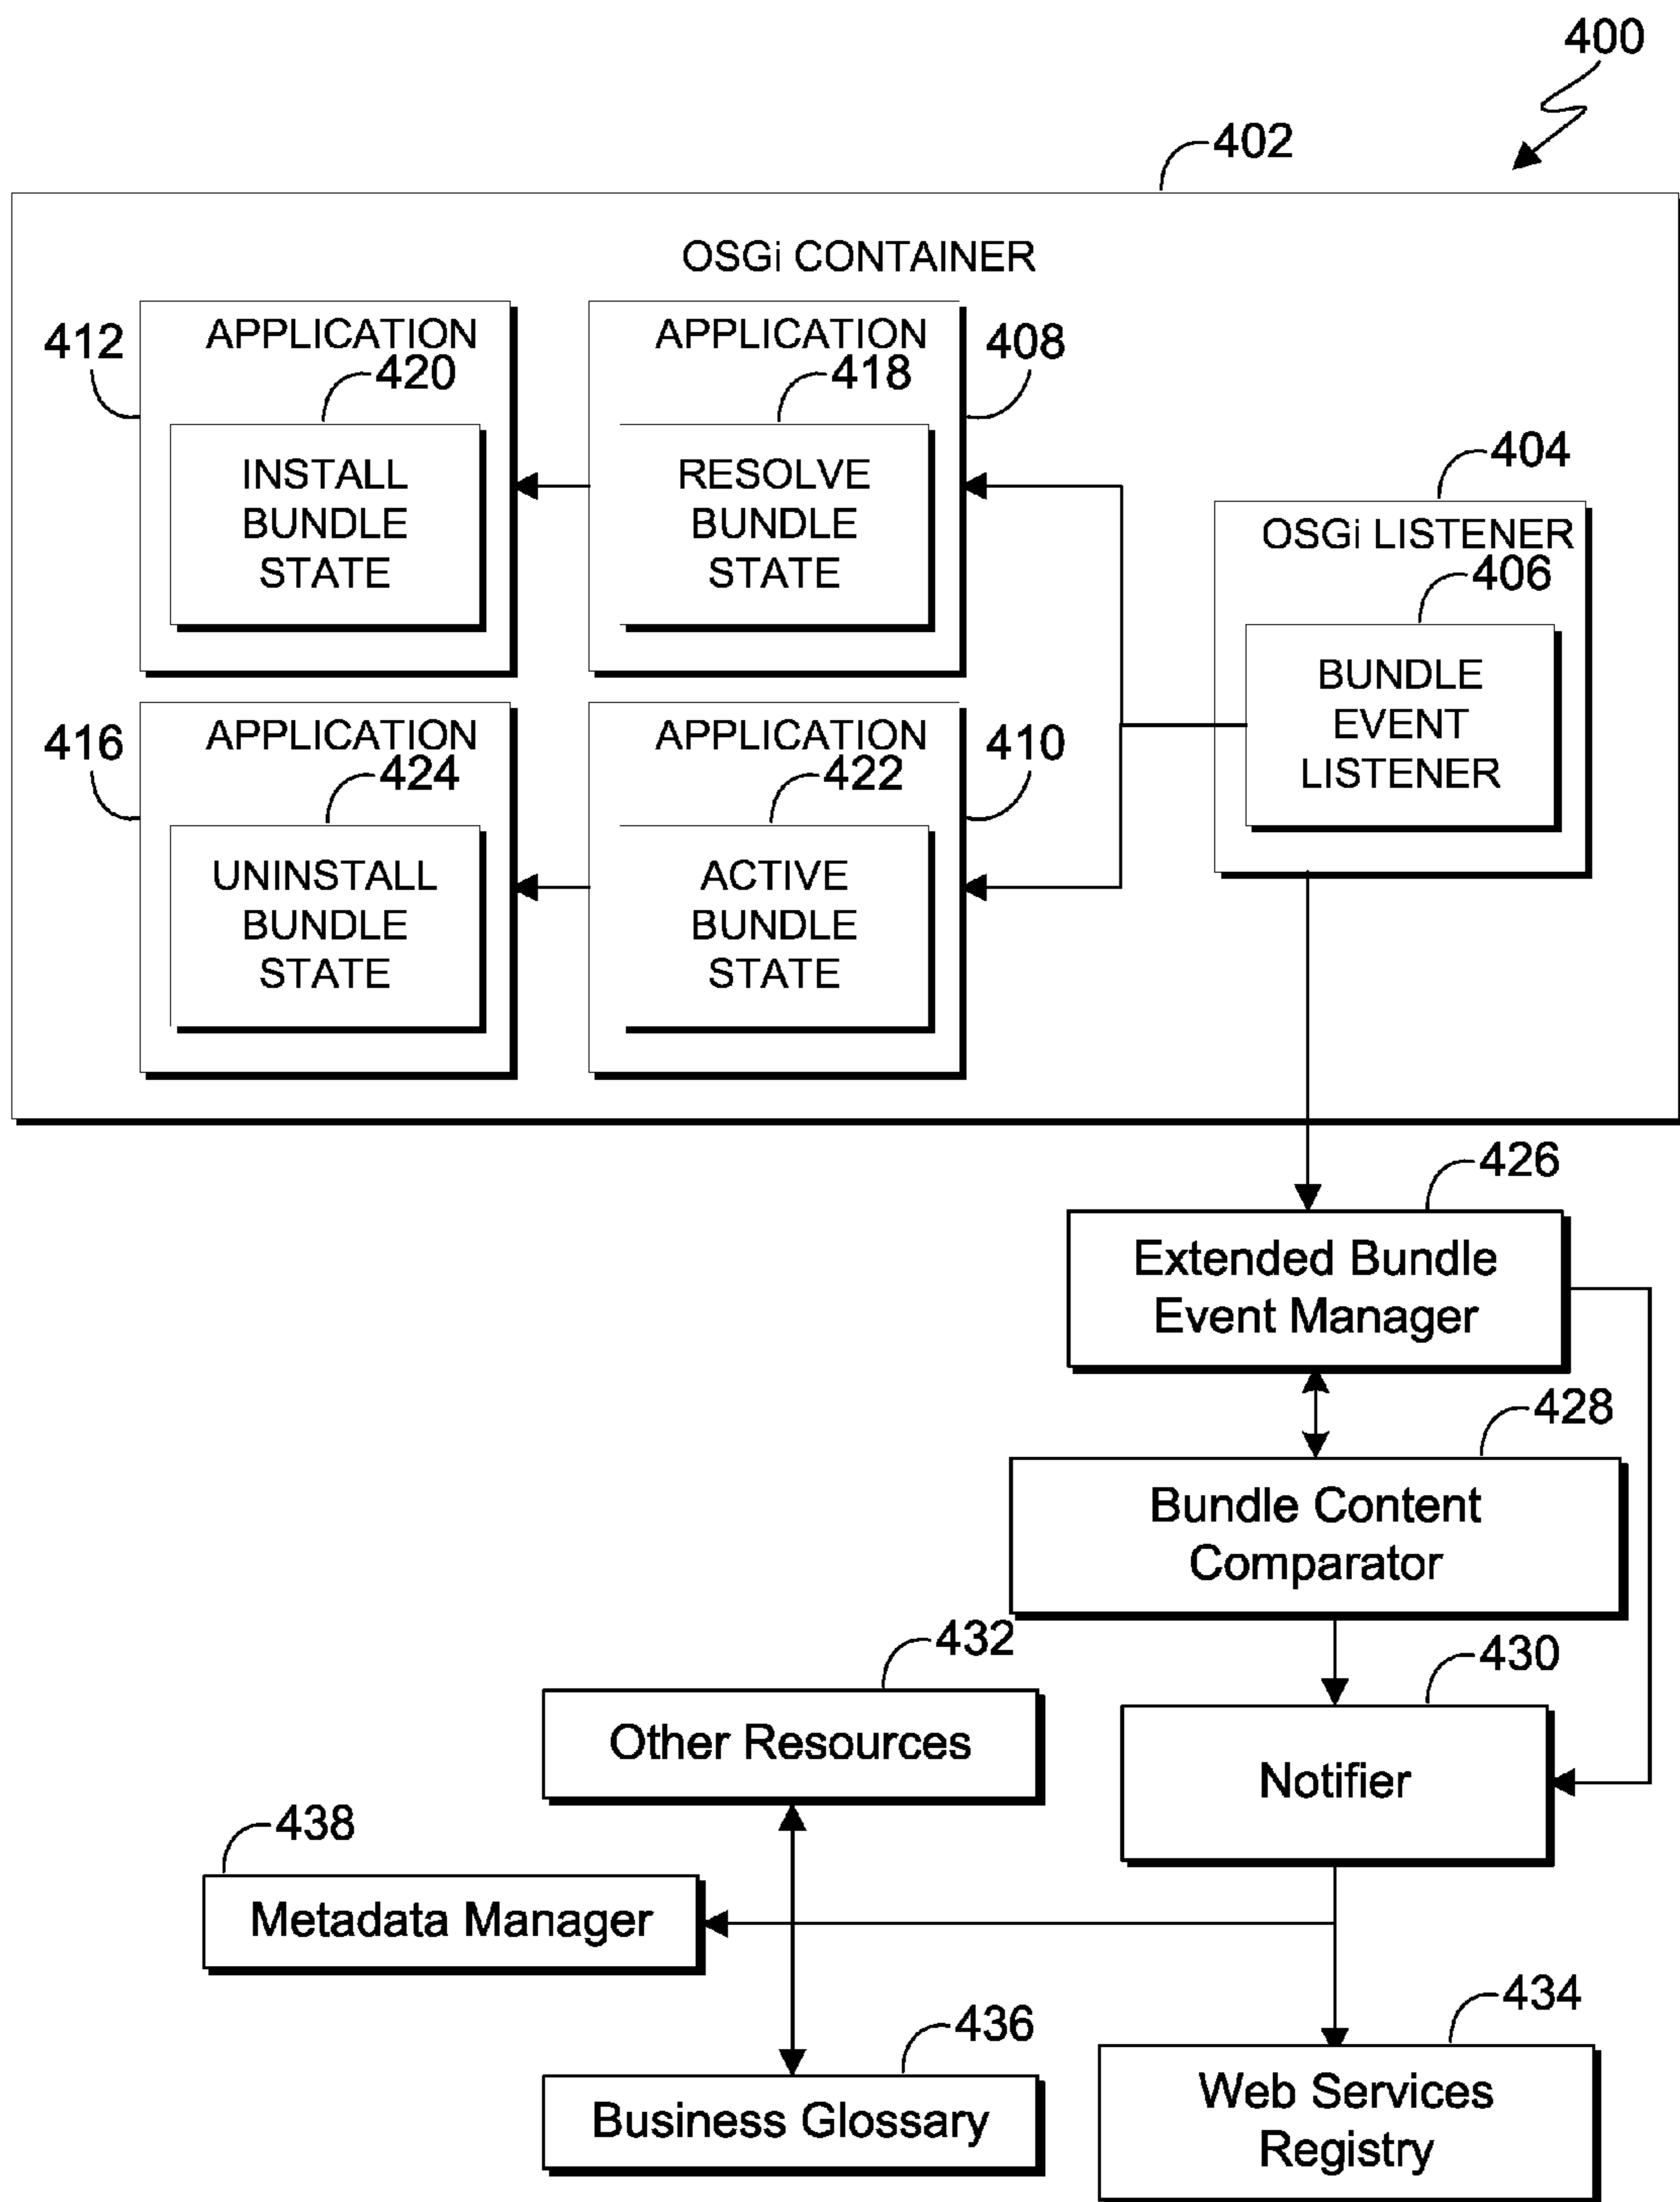 400
402
OSGi CONTAINER
412
APPLICATION
420
INSTALL
BUNDLE
STATE
APPLICATION
408
418
RESOLVE
BUNDLE
STATE
404
OSGi LISTENER
406
BUNDLE
EVENT
LISTENER
416
APPLICATION
424
UNINSTALL
BUNDLE
STATE
APPLICATION
410
422
ACTIVE
BUNDLE
STATE
426
Extended Bundle
Event Manager
428
Bundle Content
Comparator
432
Other Resources
430
Notifier
438
Metadata Manager
436
Business Glossary
434
Web Services
Registry